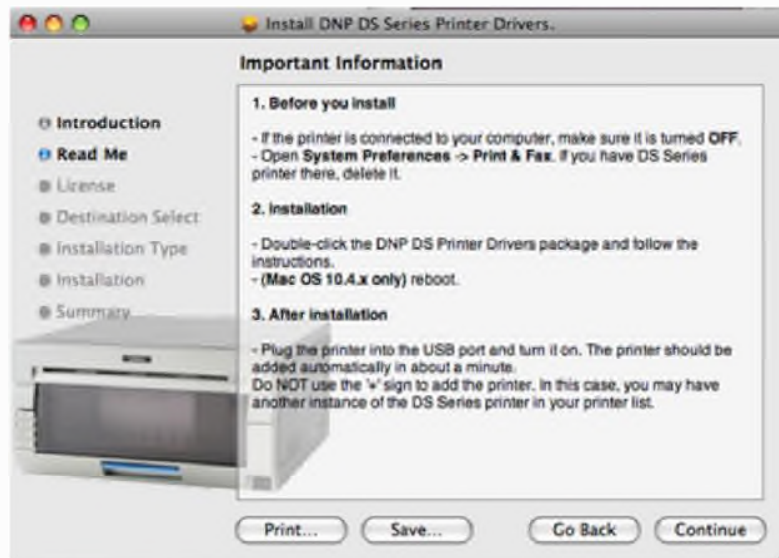 Install DNP DS Series Printer Drivers.
Important Information
Introduction
Read Me
License
Destination Select
Installation Type
Installation
Summary
1. Before you install
- If the printer is connected to your computer, make sure it is turned OFF.
- Open System Preferences -> Print & Fax. If you have DS Series
printer there, delete it.
2. Installation
- Double-click the DNP DS Printer Drivers package and follow the
instructions.
- (Mac OS 10.4.x only) reboot.
3. After installation
- Plug the printer into the USB port and turn it on. The printer should be
added automatically in about a minute.
Do NOT use the '+' sign to add the printer. In this case, you may have
another instance of the DS Series printer in your printer list.
Print...
Save...
Go Back
Continue